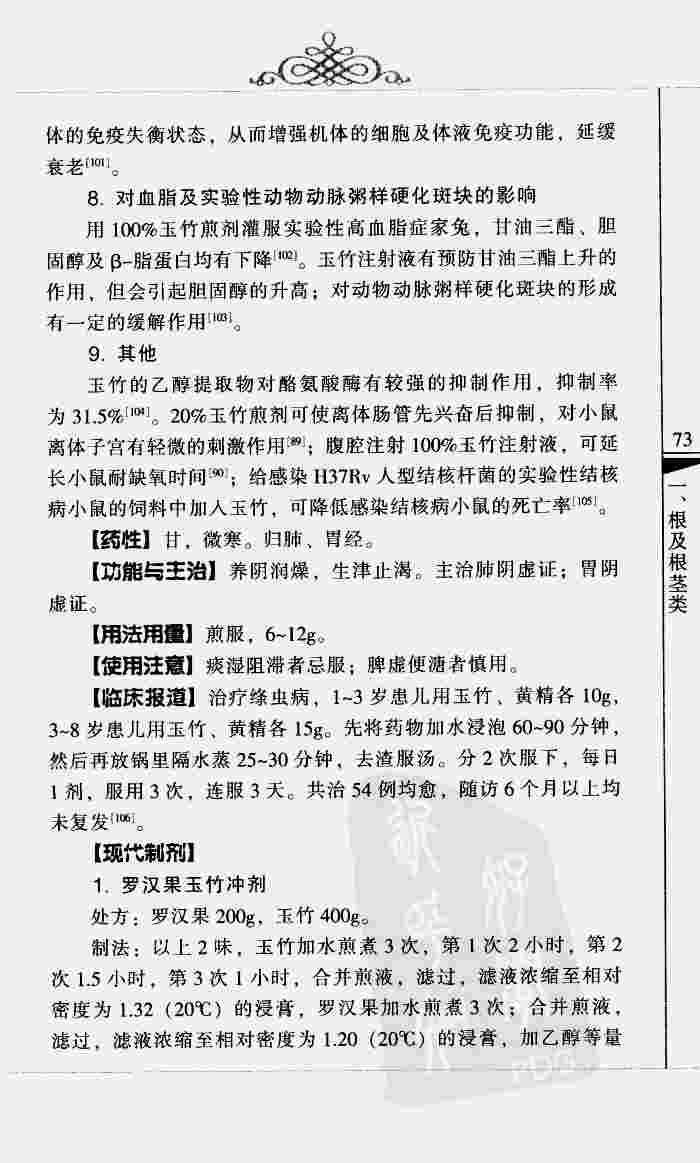 体的免疫失衡状态，从而增强机体的细胞及体液免疫功能，延缓
衰老[101]。
8. 对血脂及实验性动物动脉粥样硬化斑块的影响
用 100%玉竹煎剂灌服实验性高血脂症家兔，甘油三酯、胆
固醇及 β-脂蛋白均有下降[102]。玉竹注射液有预防甘油三酯上升的
作用，但会引起胆固醇的升高；对动物动脉粥样硬化斑块的形成
有一定的缓解作用[103]。
9. 其他
玉竹的乙醇提取物对酪氨酸酶有较强的抑制作用，抑制率
为 31.5%[104]。20%玉竹煎剂可使离体肠管先兴奋后抑制，对小鼠
离体子宫有轻微的刺激作用[89]；腹腔注射 100%玉竹注射液，可延
长小鼠耐缺氧时间[90]；给感染 H37Rv 人型结核杆菌的实验性结核
病小鼠的饲料中加入玉竹，可降低感染结核病小鼠的死亡率[105]。
【药性】甘，微寒。归肺、胃经。
【功能与主治】养阴润燥，生津止渴。主治肺阴虚证；胃阴
虚证。
【用法用量】煎服，6~12g。
【使用注意】痰湿阻滞者忌服；脾虚便溏者慎用。
【临床报道】治疗绦虫病，1~3 岁患儿用玉竹、黄精各 10g，
3~8 岁患儿用玉竹、黄精各 15g。先将药物加水浸泡 60~90 分钟，
然后再放锅里隔水蒸 25~30 分钟，去渣服汤。分 2 次服下，每日
1 剂，服用 3 次，连服 3 天。共治 54 例均愈，随访 6 个月以上均
未复发[106]。
【现代制剂】
1. 罗汉果玉竹冲剂
处方：罗汉果 200g，玉竹 400g。
制法：以上 2 味，玉竹加水煎煮 3 次，第 1 次 2 小时，第 2
次 1.5 小时，第 3 次 1 小时，合并煎液，滤过，滤液浓缩至相对
密度为 1.32（20℃）的浸膏，罗汉果加水煎煮 3 次；合并煎液，
滤过，滤液浓缩至相对密度为 1.20（20℃）的浸膏，加乙醇等量
73
一、根及根茎类